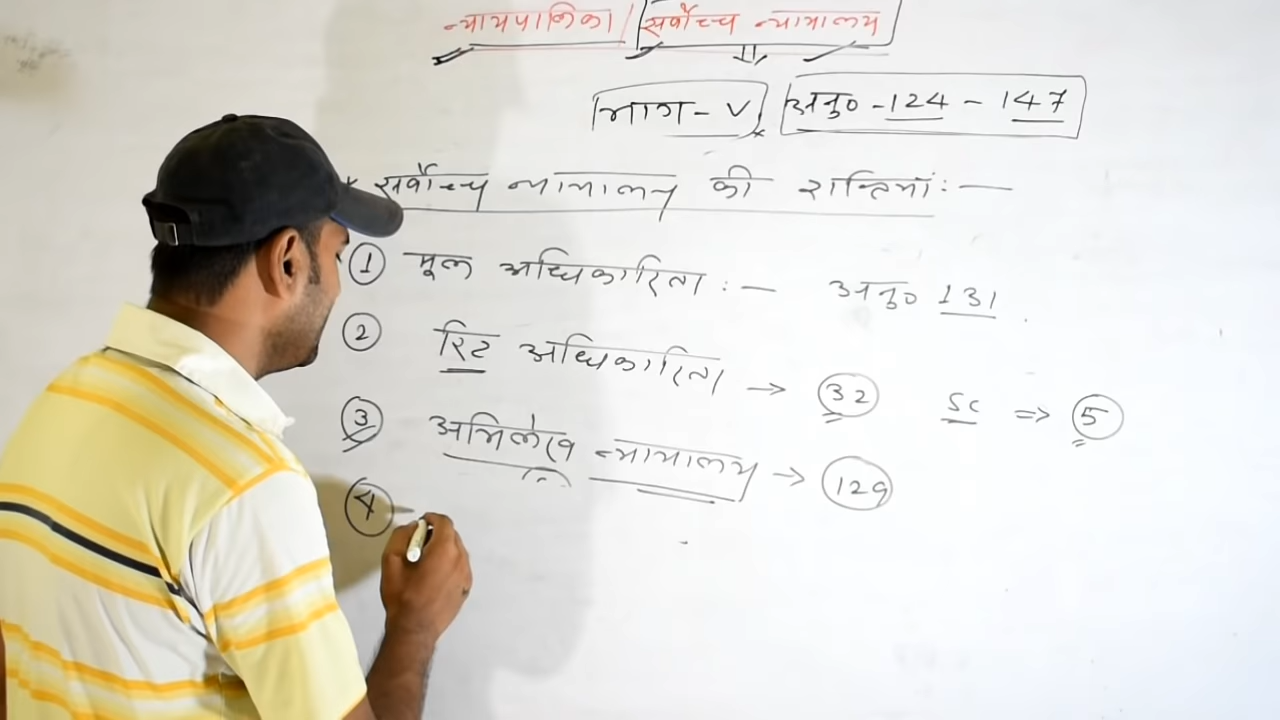 न्यायपालिका / सर्वोच्च न्यायालय
भाग - V अनु० - 124 - 147
* सर्वोच्च न्यायालय की शक्तियां : —
① मूल अधिकारिता : — अनु० 131
② रिट अधिकारिता → 32 SC ⇒ 5
③ अभिलेख न्यायालय → 129
④